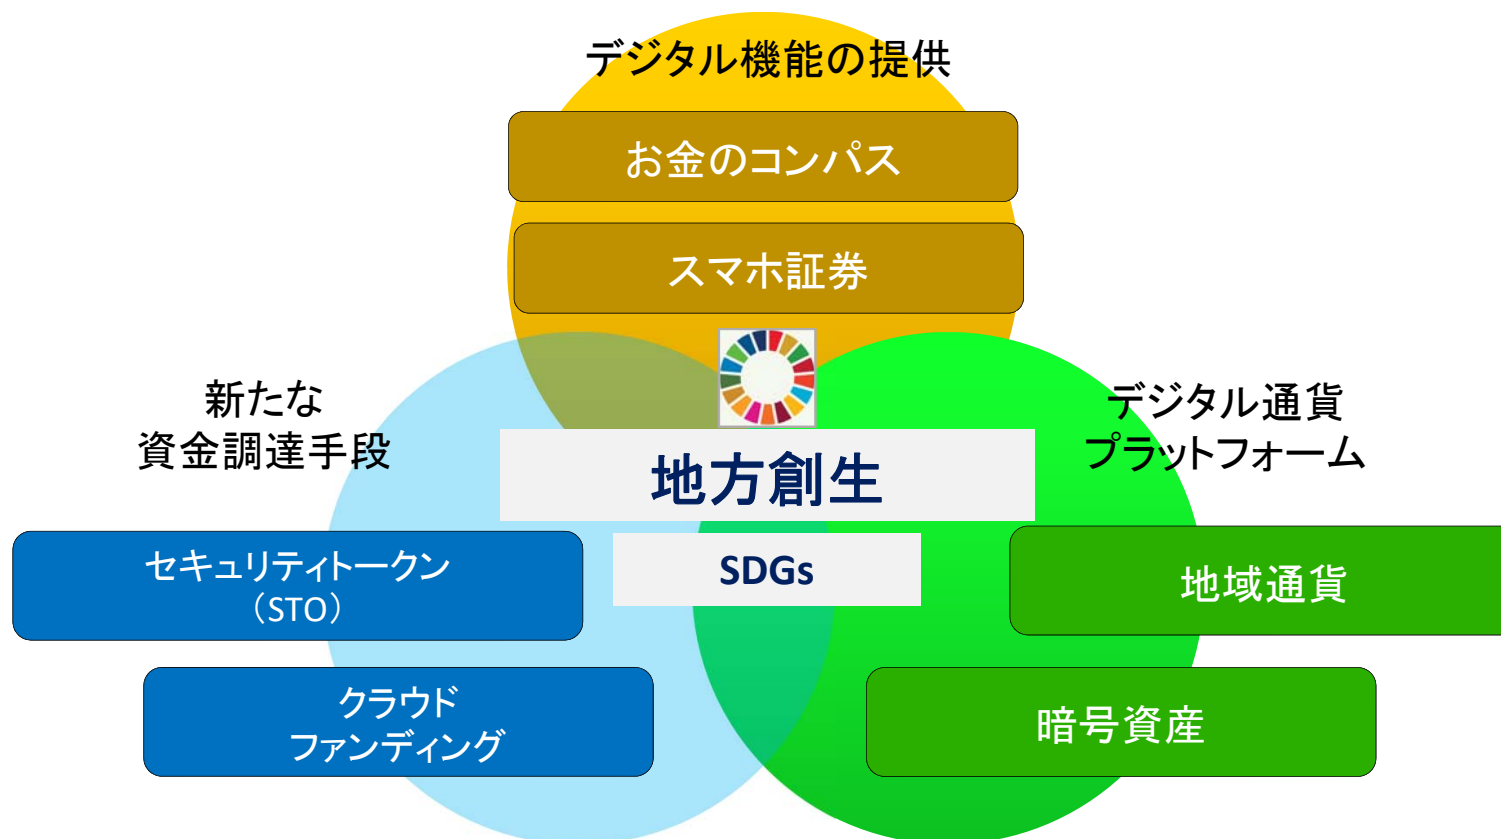 デジタル機能の提供
お金のコンパス
スマホ証券
新たな
資金調達手段
デジタル通貨
プラットフォーム
地方創生
SDGs
セキュリティトークン
（STO）
地域通貨
クラウド
ファンディング
暗号資産